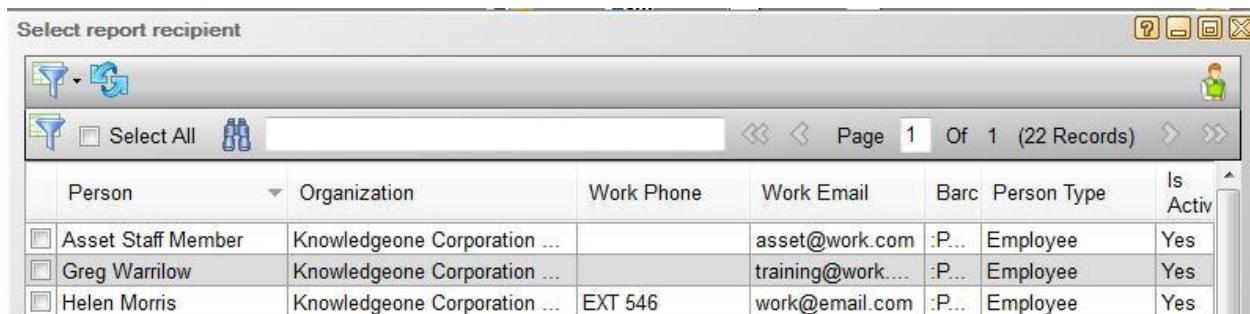 Select report recipient
?
Select All Page 1 Of 1 (22 Records)
Person Organization Work Phone Work Email Barc Person Type Is Activ
Asset Staff Member Knowledgeone Corporation ... asset@work.com :P... Employee Yes
Greg Warrilow Knowledgeone Corporation ... training@work.... :P... Employee Yes
Helen Morris Knowledgeone Corporation ... EXT 546 work@email.com :P... Employee Yes